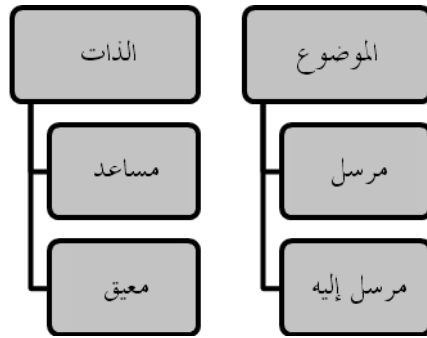 الموضوع
مرسل
مرسل إليه
الذات
مساعد
معيق